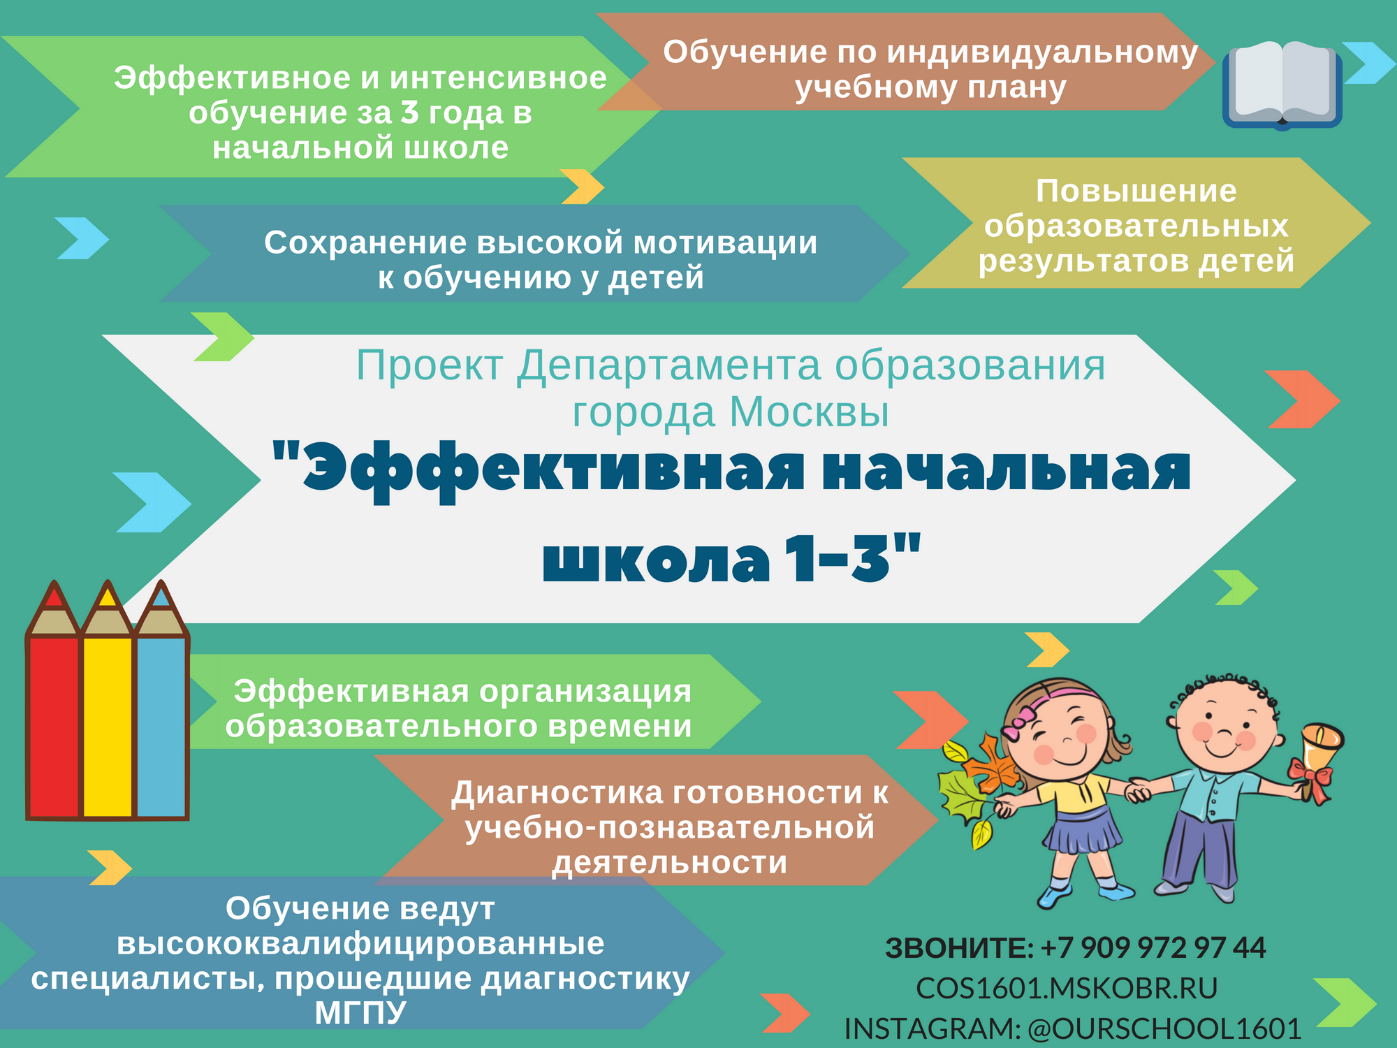 Эффективное и интенсивное
обучение за 3 года в
начальной школе
Обучение по индивидуальному
учебному плану
Сохранение высокой мотивации
к обучению у детей
Повышение
образовательных
результатов детей
Проект Департамента образования
города Москвы
"Эффективная начальная
школа 1-3"
Эффективная организация
образовательного времени
Диагностика готовности к
учебно-познавательной
деятельности
Обучение ведут
высококвалифицированные
специалисты, прошедшие диагностику
МГПУ
ЗВОНИТЕ: +7 909 972 97 44
COS1601.MSKOBR.RU
INSTAGRAM: @OURSCHOOL1601